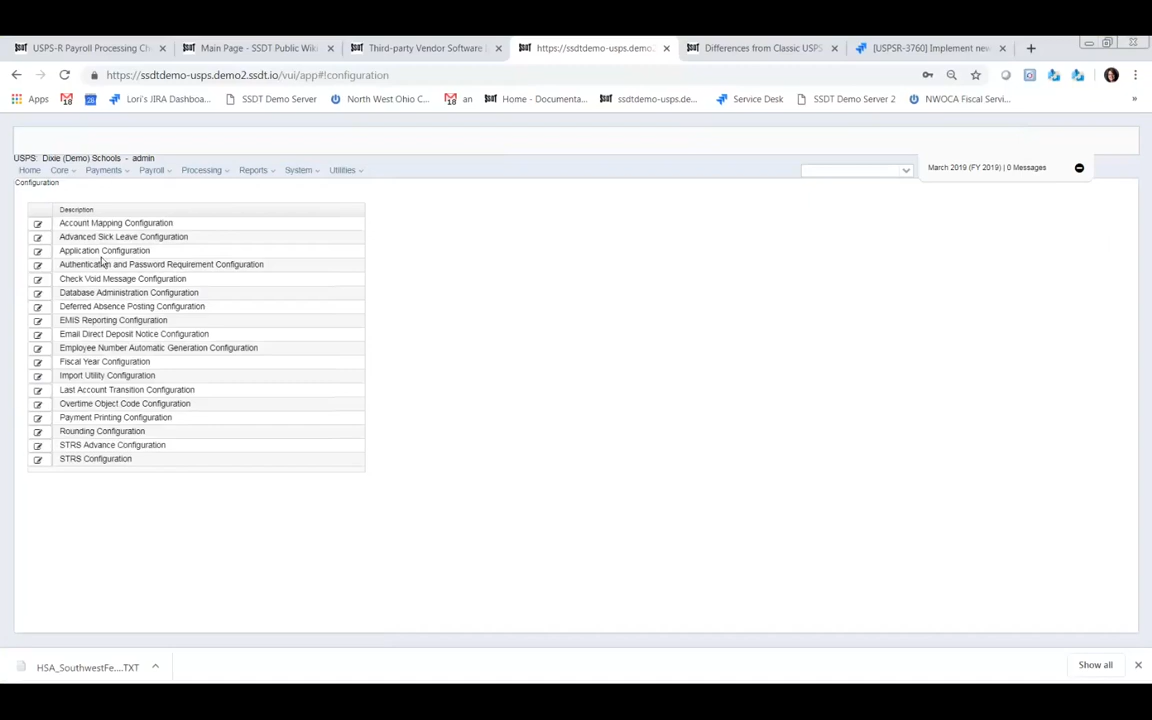 USPS-R Payroll Processing Ch
Main Page - SSDT Public Wiki
Third-party Vendor Software
https://ssdtdemo-usps.demo2.
Differences from Classic USPS
[USPSR-3760] Implement new
https://ssdtdemo-usps.demo2.ssdt.io/vui/app#!configuration
Apps
Lori's JIRA Dashboa...
SSDT Demo Server
North West Ohio C...
an
Home - Documenta...
ssdtdemo-usps.de...
Service Desk
SSDT Demo Server 2
NWOCA Fiscal Servi...
»
USPS: Dixie (Demo) Schools - admin
Home Core Payments Payroll Processing Reports System Utilities
March 2019 (FY 2019) | 0 Messages
Configuration
Description
Account Mapping Configuration
Advanced Sick Leave Configuration
Application Configuration
Authentication and Password Requirement Configuration
Check Void Message Configuration
Database Administration Configuration
Deferred Absence Posting Configuration
EMIS Reporting Configuration
Email Direct Deposit Notice Configuration
Employee Number Automatic Generation Configuration
Fiscal Year Configuration
Import Utility Configuration
Last Account Transition Configuration
Overtime Object Code Configuration
Payment Printing Configuration
Rounding Configuration
STRS Advance Configuration
STRS Configuration
HSA_SouthwestFe....TXT
Show all